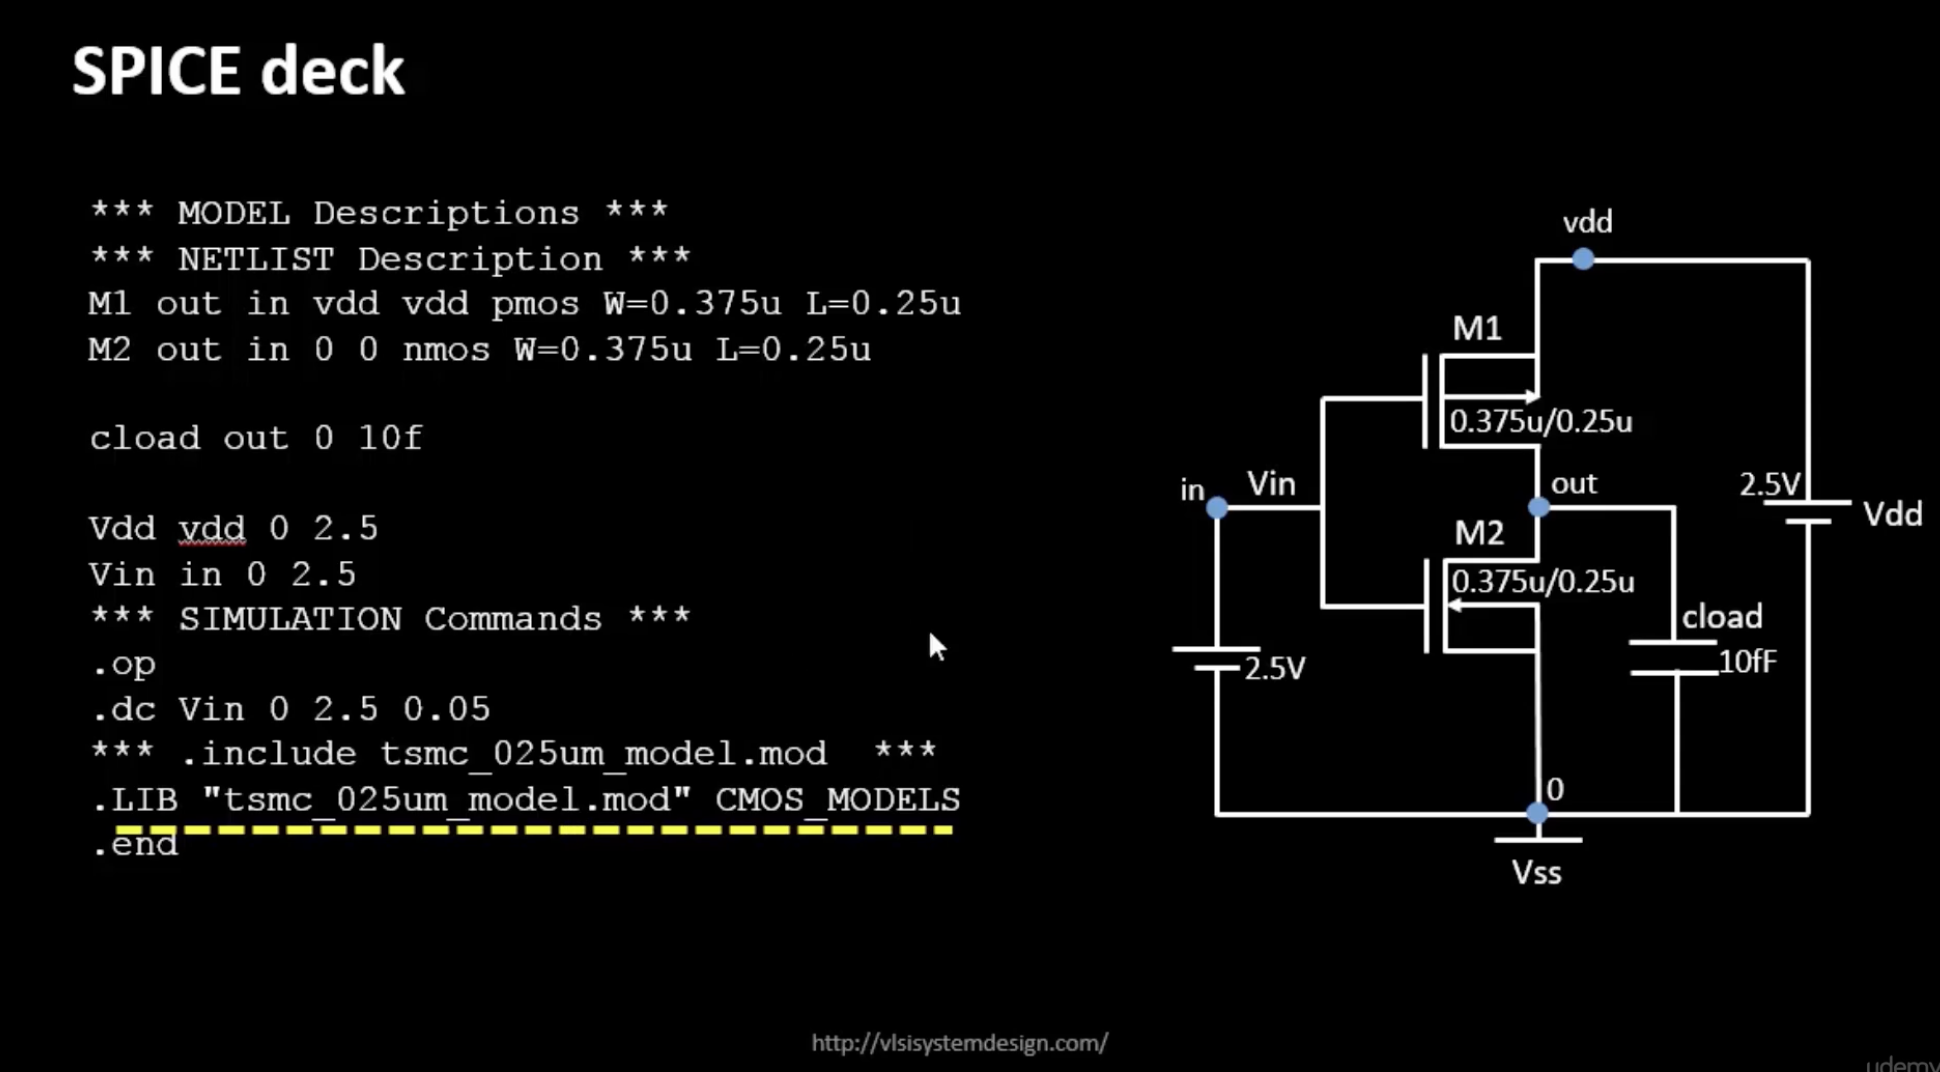 SPICE deck
*** MODEL Descriptions ***
*** NETLIST Description ***
M1 out in vdd vdd pmos W=0.375u L=0.25u
M2 out in 0 0 nmos W=0.375u L=0.25u
cload out 0 10f
Vdd vdd 0 2.5
Vin in 0 2.5
*** SIMULATION Commands ***
.op
.dc Vin 0 2.5 0.05
*** .include tsmc_025um_model.mod ***
.LIB "tsmc_025um_model.mod" CMOS_MODELS
.end
vdd
M1
0.375u/0.25u
in
Vin
out
2.5V
Vdd
M2
0.375u/0.25u
cload
10fF
2.5V
0
Vss
http://vlsisystemdesign.com/
udemy